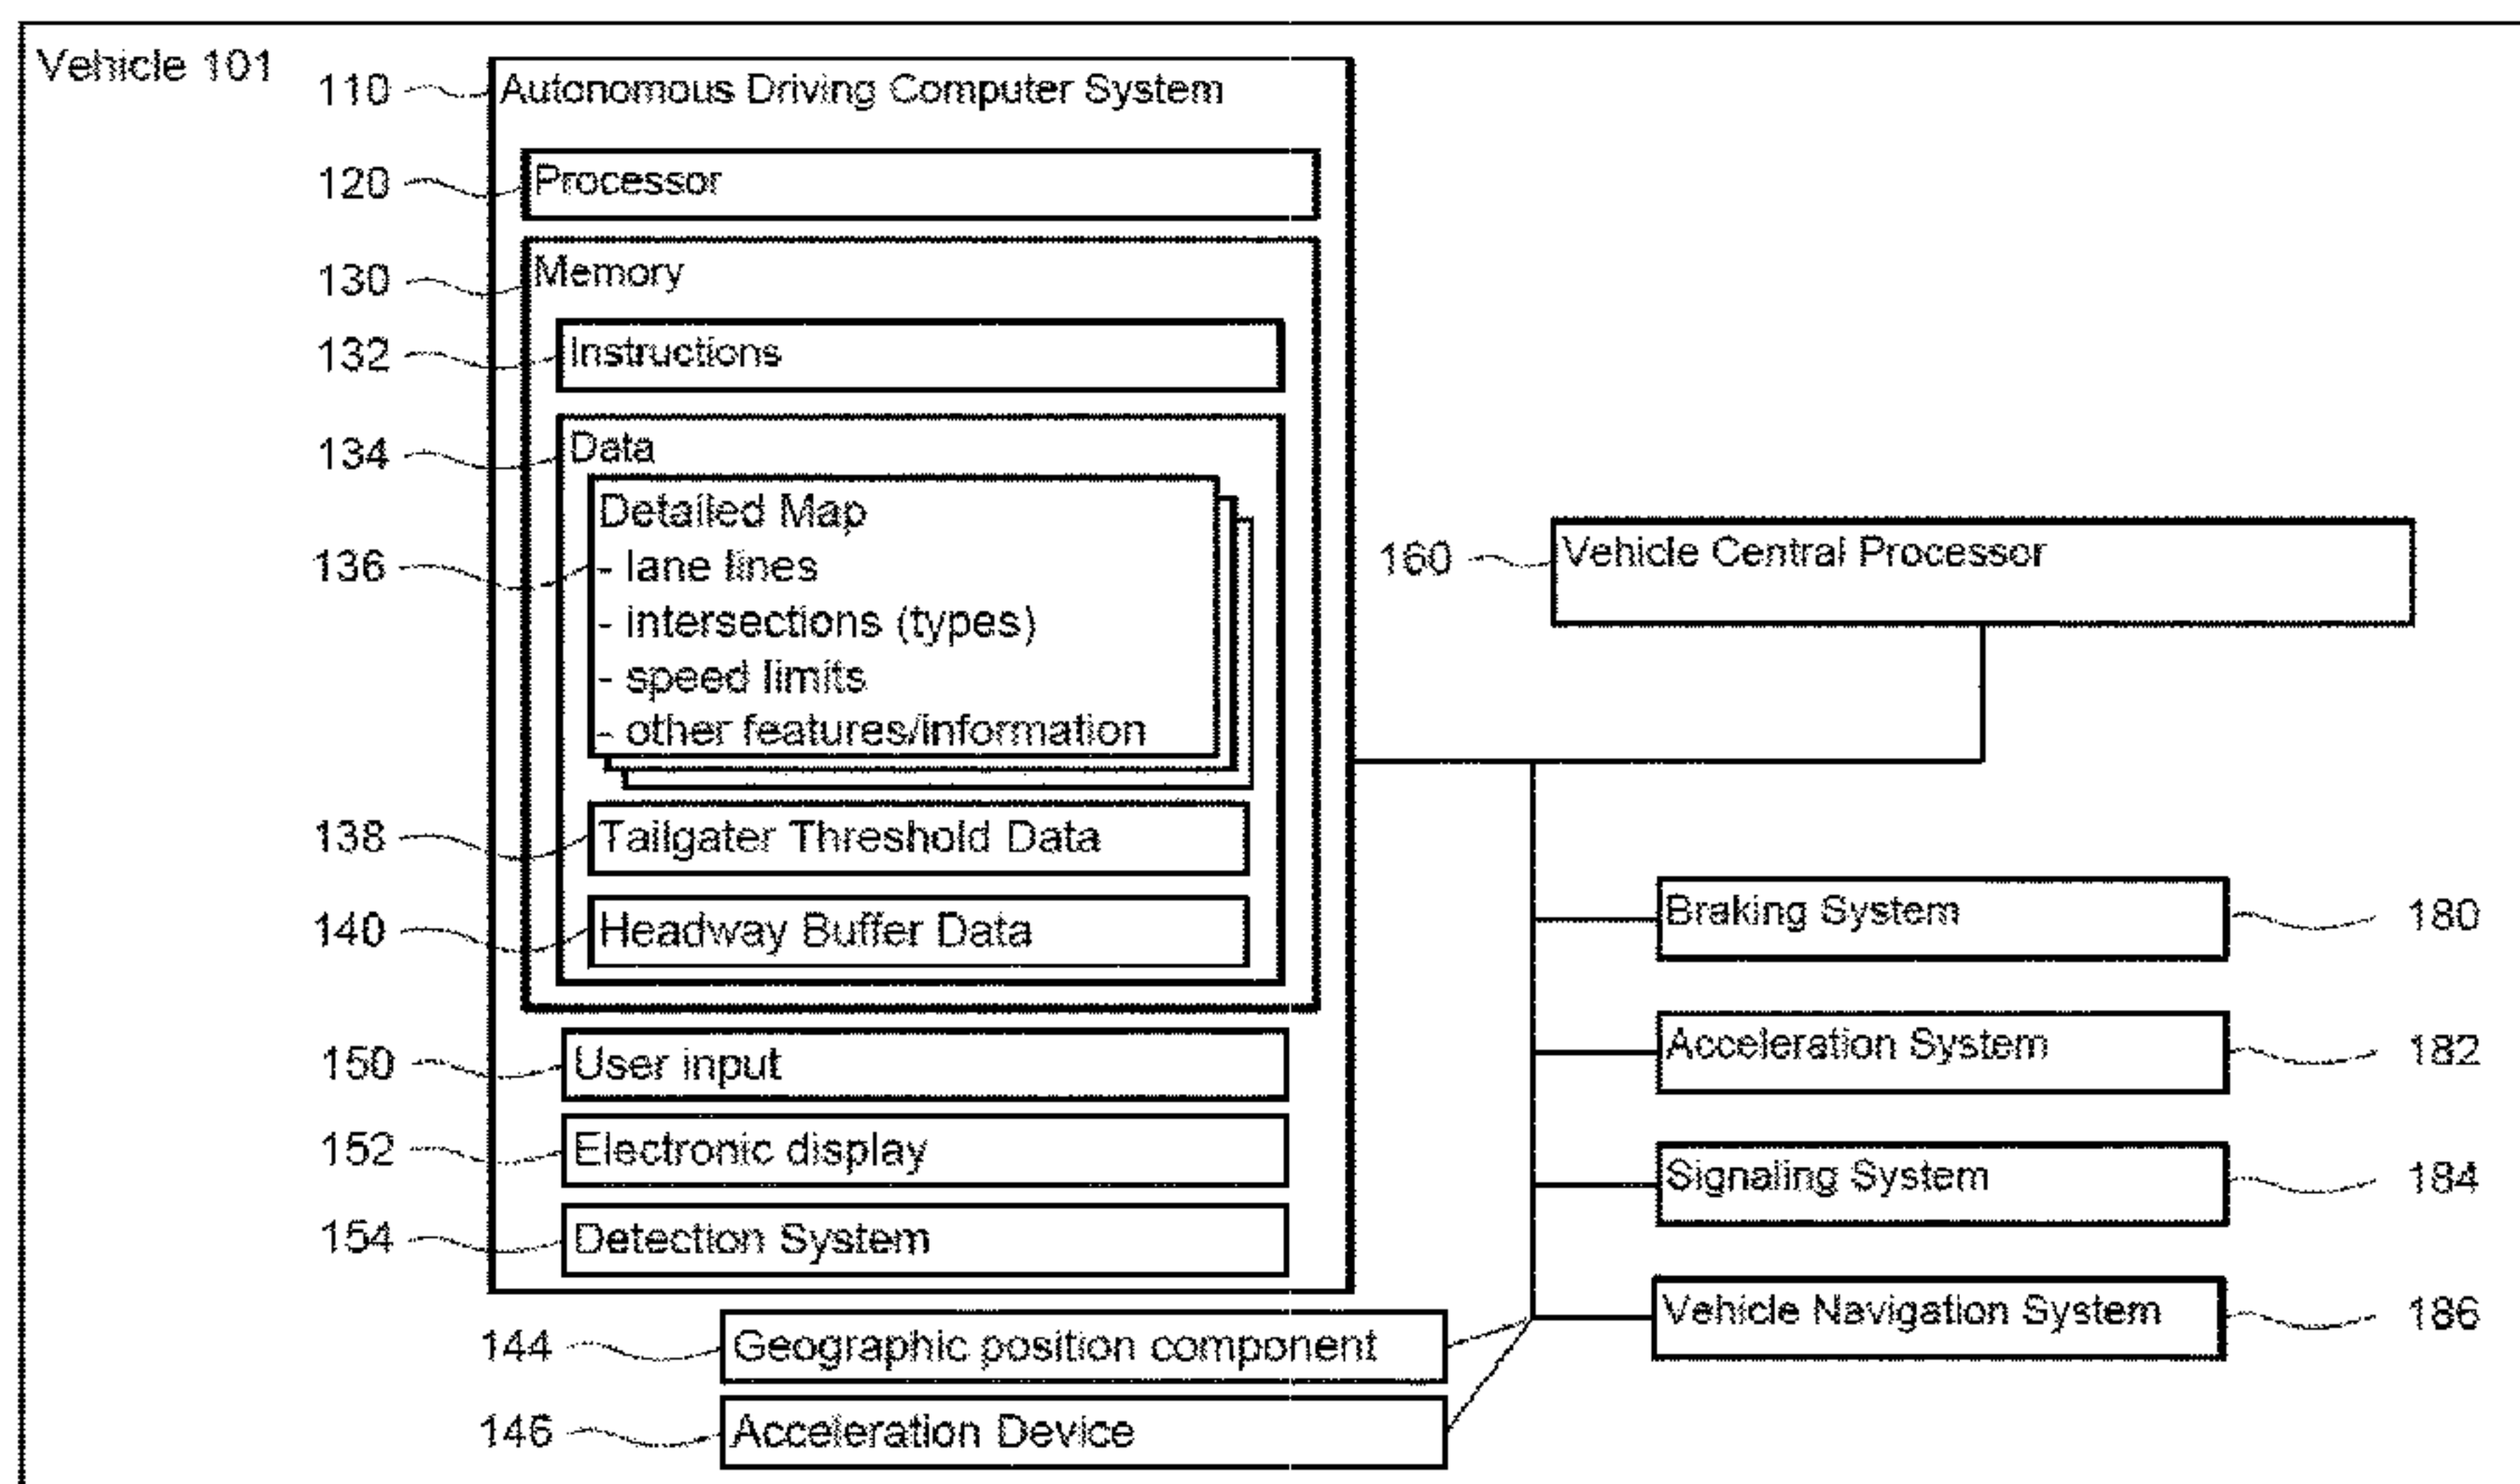 Vehicle 101
110 Autonomous Driving Computer System
120 Processor
130 Memory
132 Instructions
134 Data
Detailed Map
136 - lane lines
- intersections (types)
- speed limits
- other features/information
138 Tailgater Threshold Data
140 Headway Buffer Data
150 User input
152 Electronic display
154 Detection System
144 Geographic position component
146 Acceleration Device
160 Vehicle Central Processor
Braking System 180
Acceleration System 182
Signaling System 184
Vehicle Navigation System 186